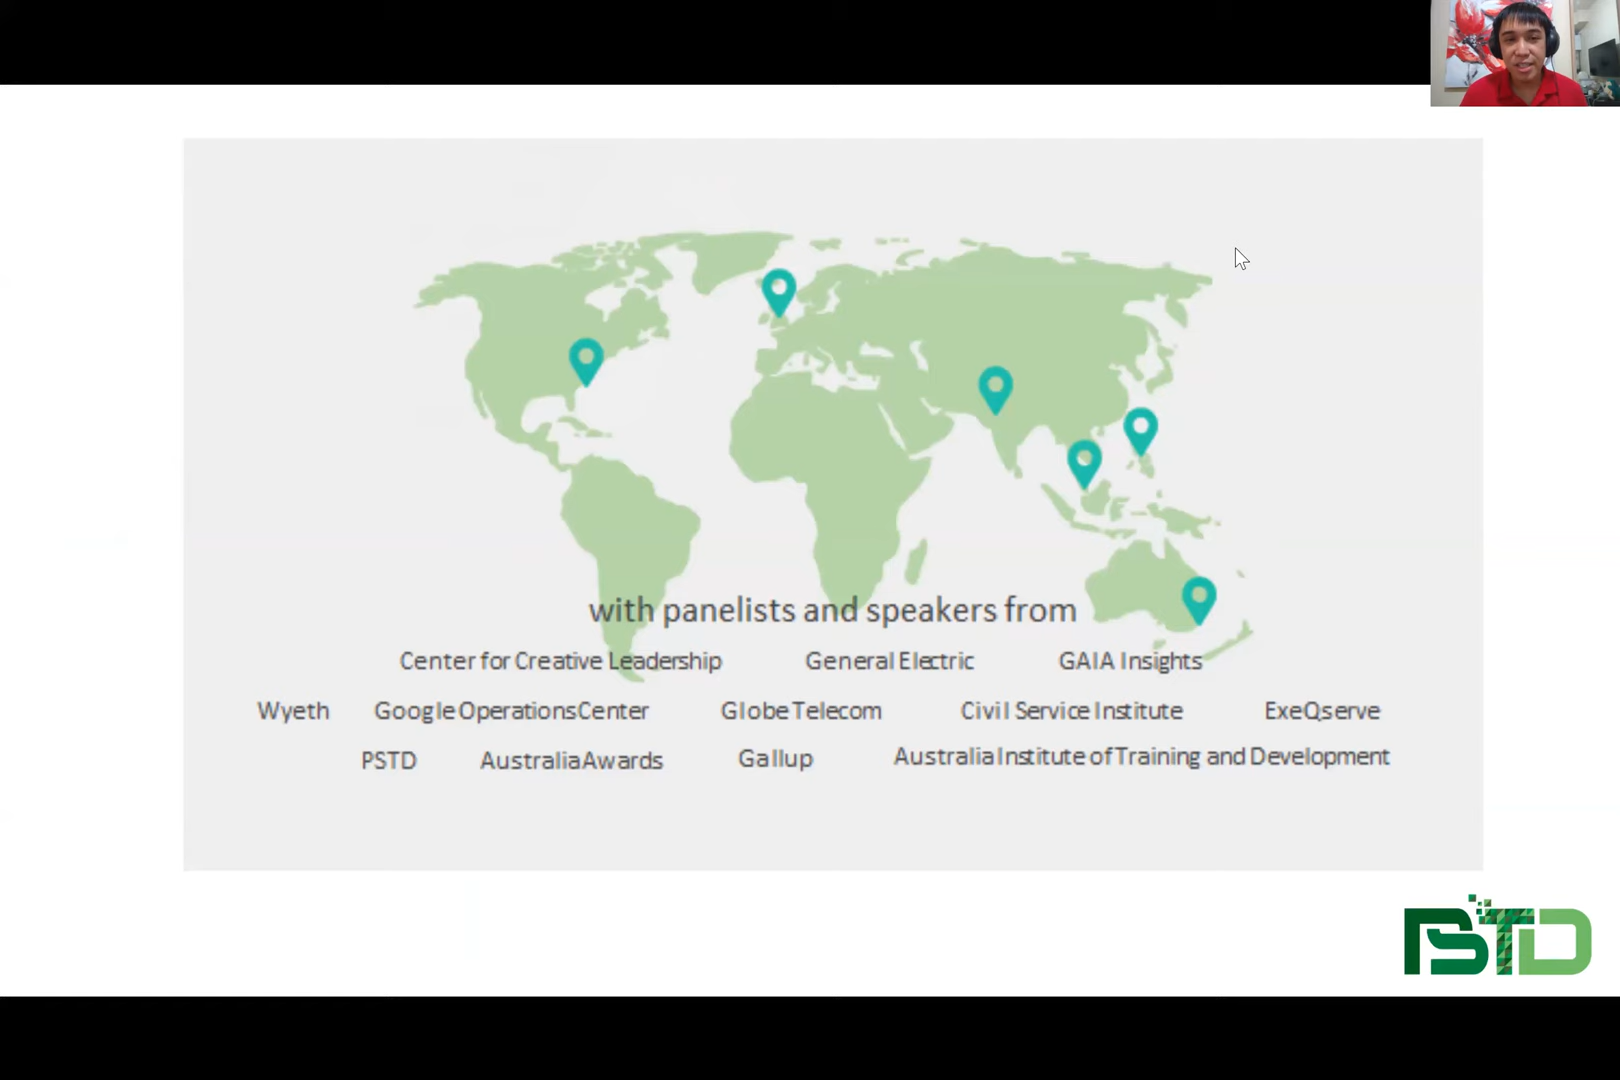 with panelists and speakers from
Center for Creative Leadership General Electric GAIA Insights
Wyeth Google Operations Center Globe Telecom Civil Service Institute ExeQserve
PSTD Australia Awards Gallup Australia Institute of Training and Development
PSTD